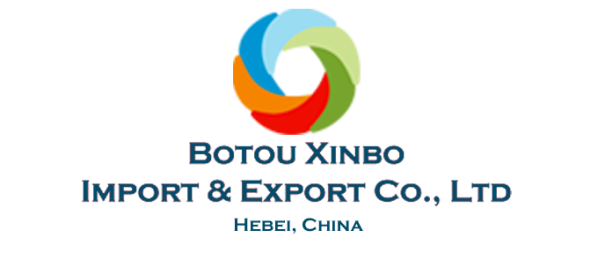 Botou Xinbo
Import & Export Co., Ltd
Hebei, China